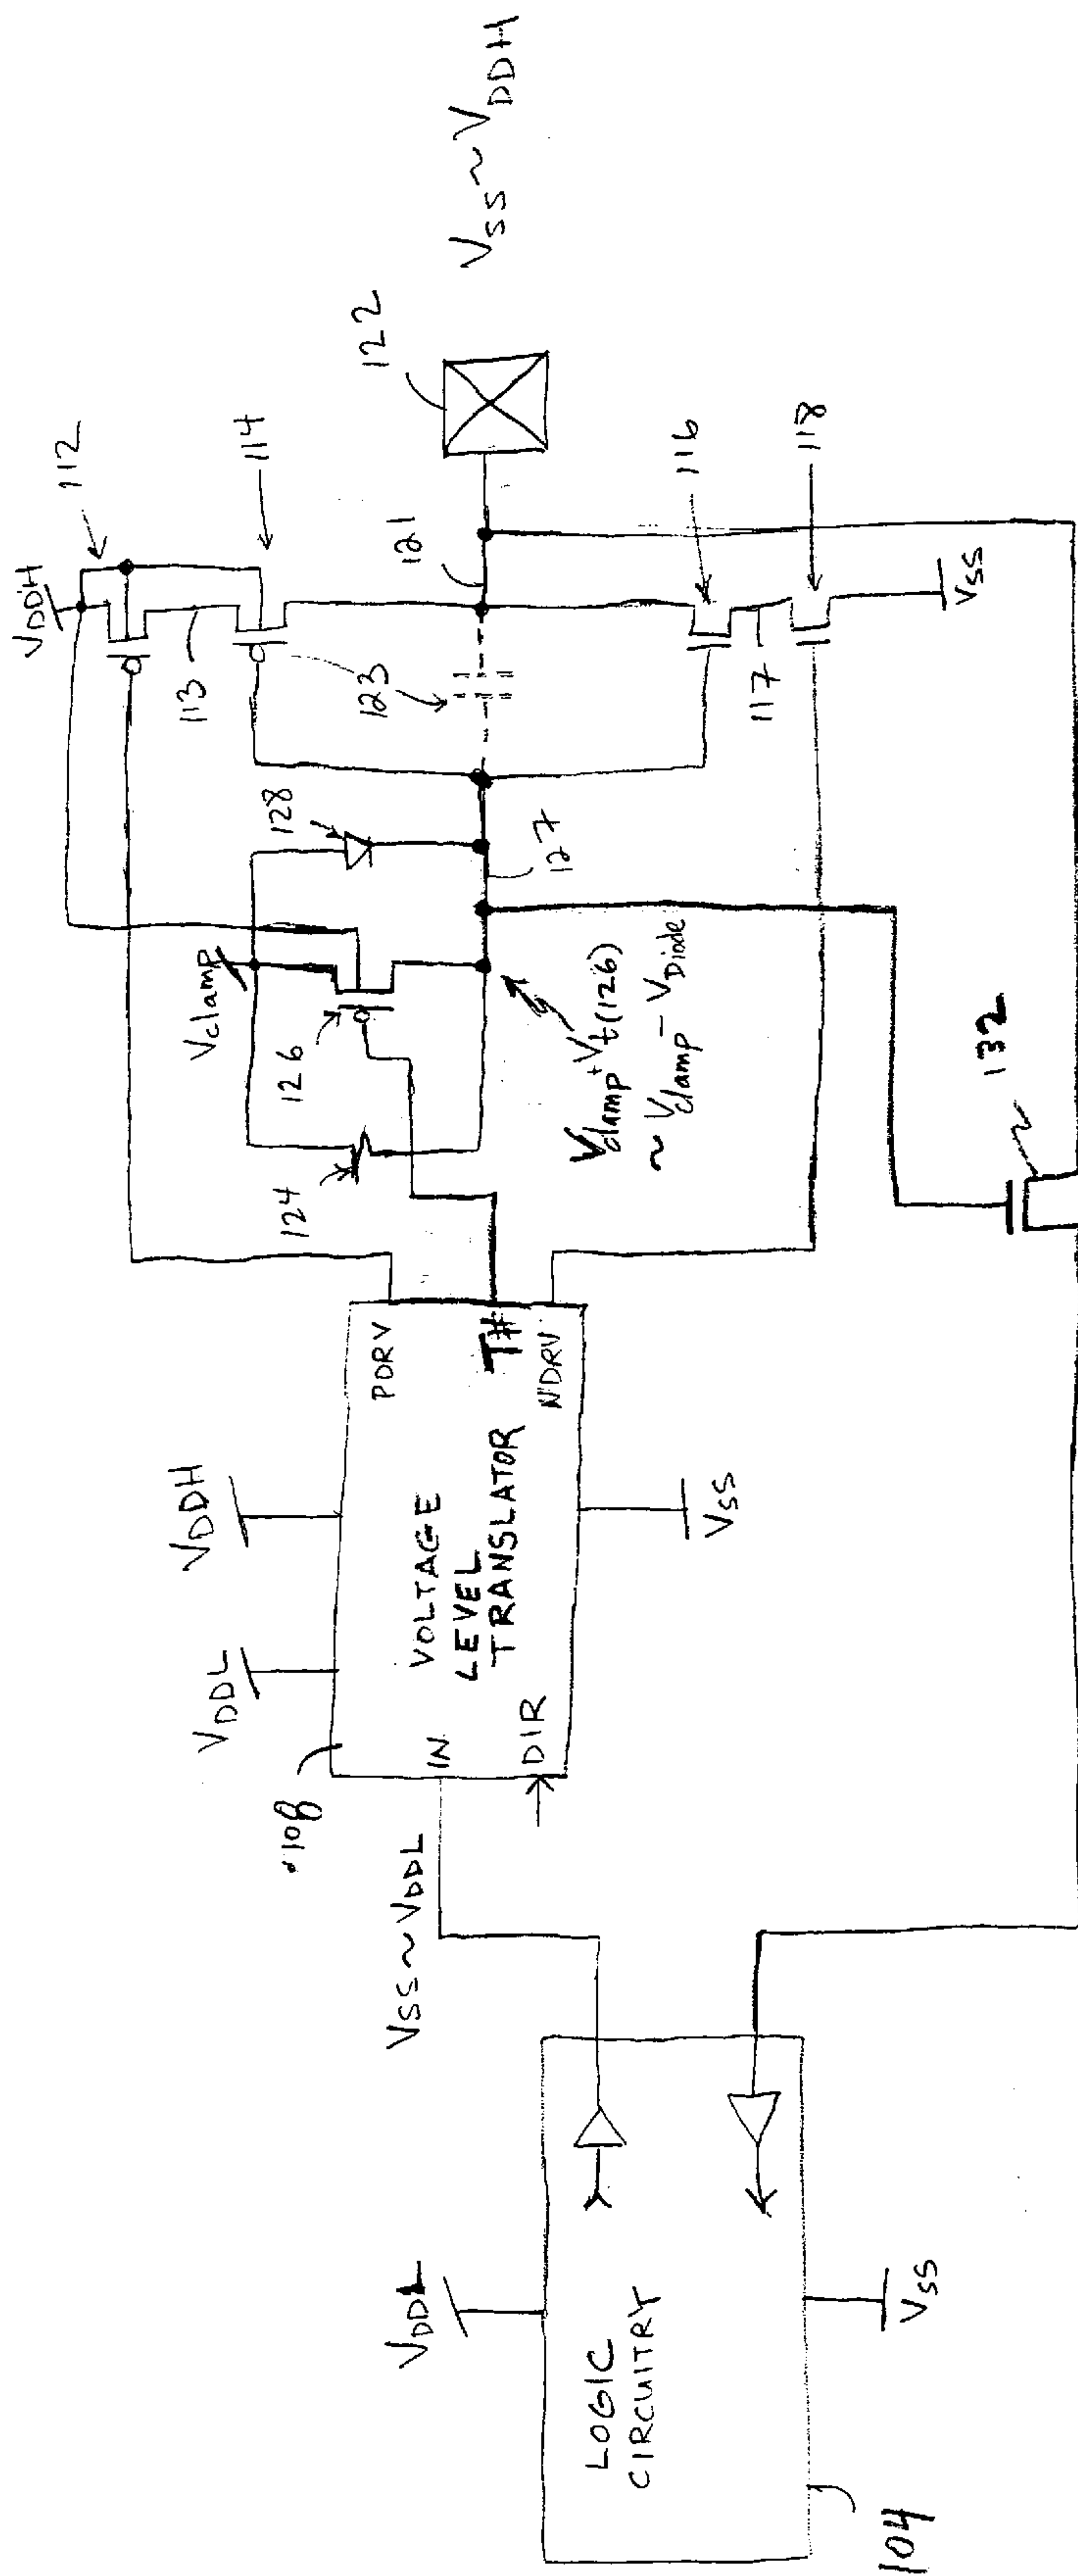 VDDL
LOGIC
CIRCUITRY
VSS
104
VSS ~ VDDL
108
VDDL
VDDH
IN
DIR
VOLTAGE
LEVEL
TRANSLATOR
PDRV
T#
NDRV
VSS
124
126
Vclamp
128
Vclamp + Vt(126)
~ Vclamp - VDiode
127
132
VDDH
112
113
114
123
121
116
117
118
VSS
122
VSS ~ VDDH